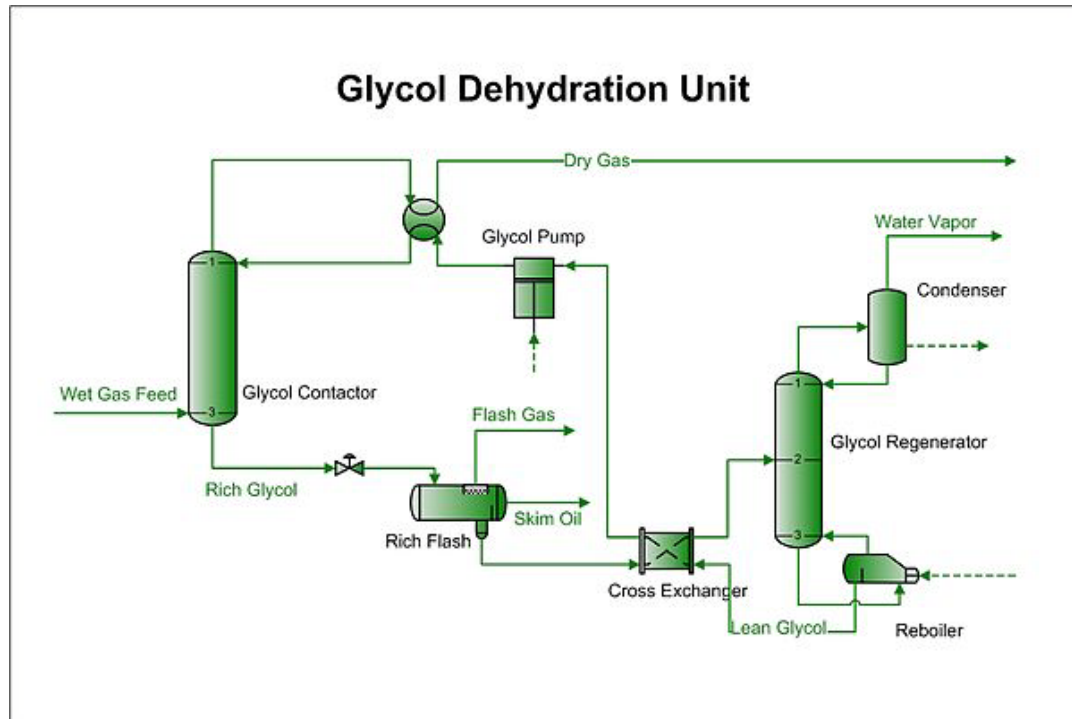 Glycol Dehydration Unit
Dry Gas
Water Vapor
Glycol Pump
1
Condenser
Wet Gas Feed
Glycol Contactor
3
1
Flash Gas
Glycol Regenerator
2
Rich Glycol
Skim Oil
Rich Flash
3
Cross Exchanger
Lean Glycol
Reboiler